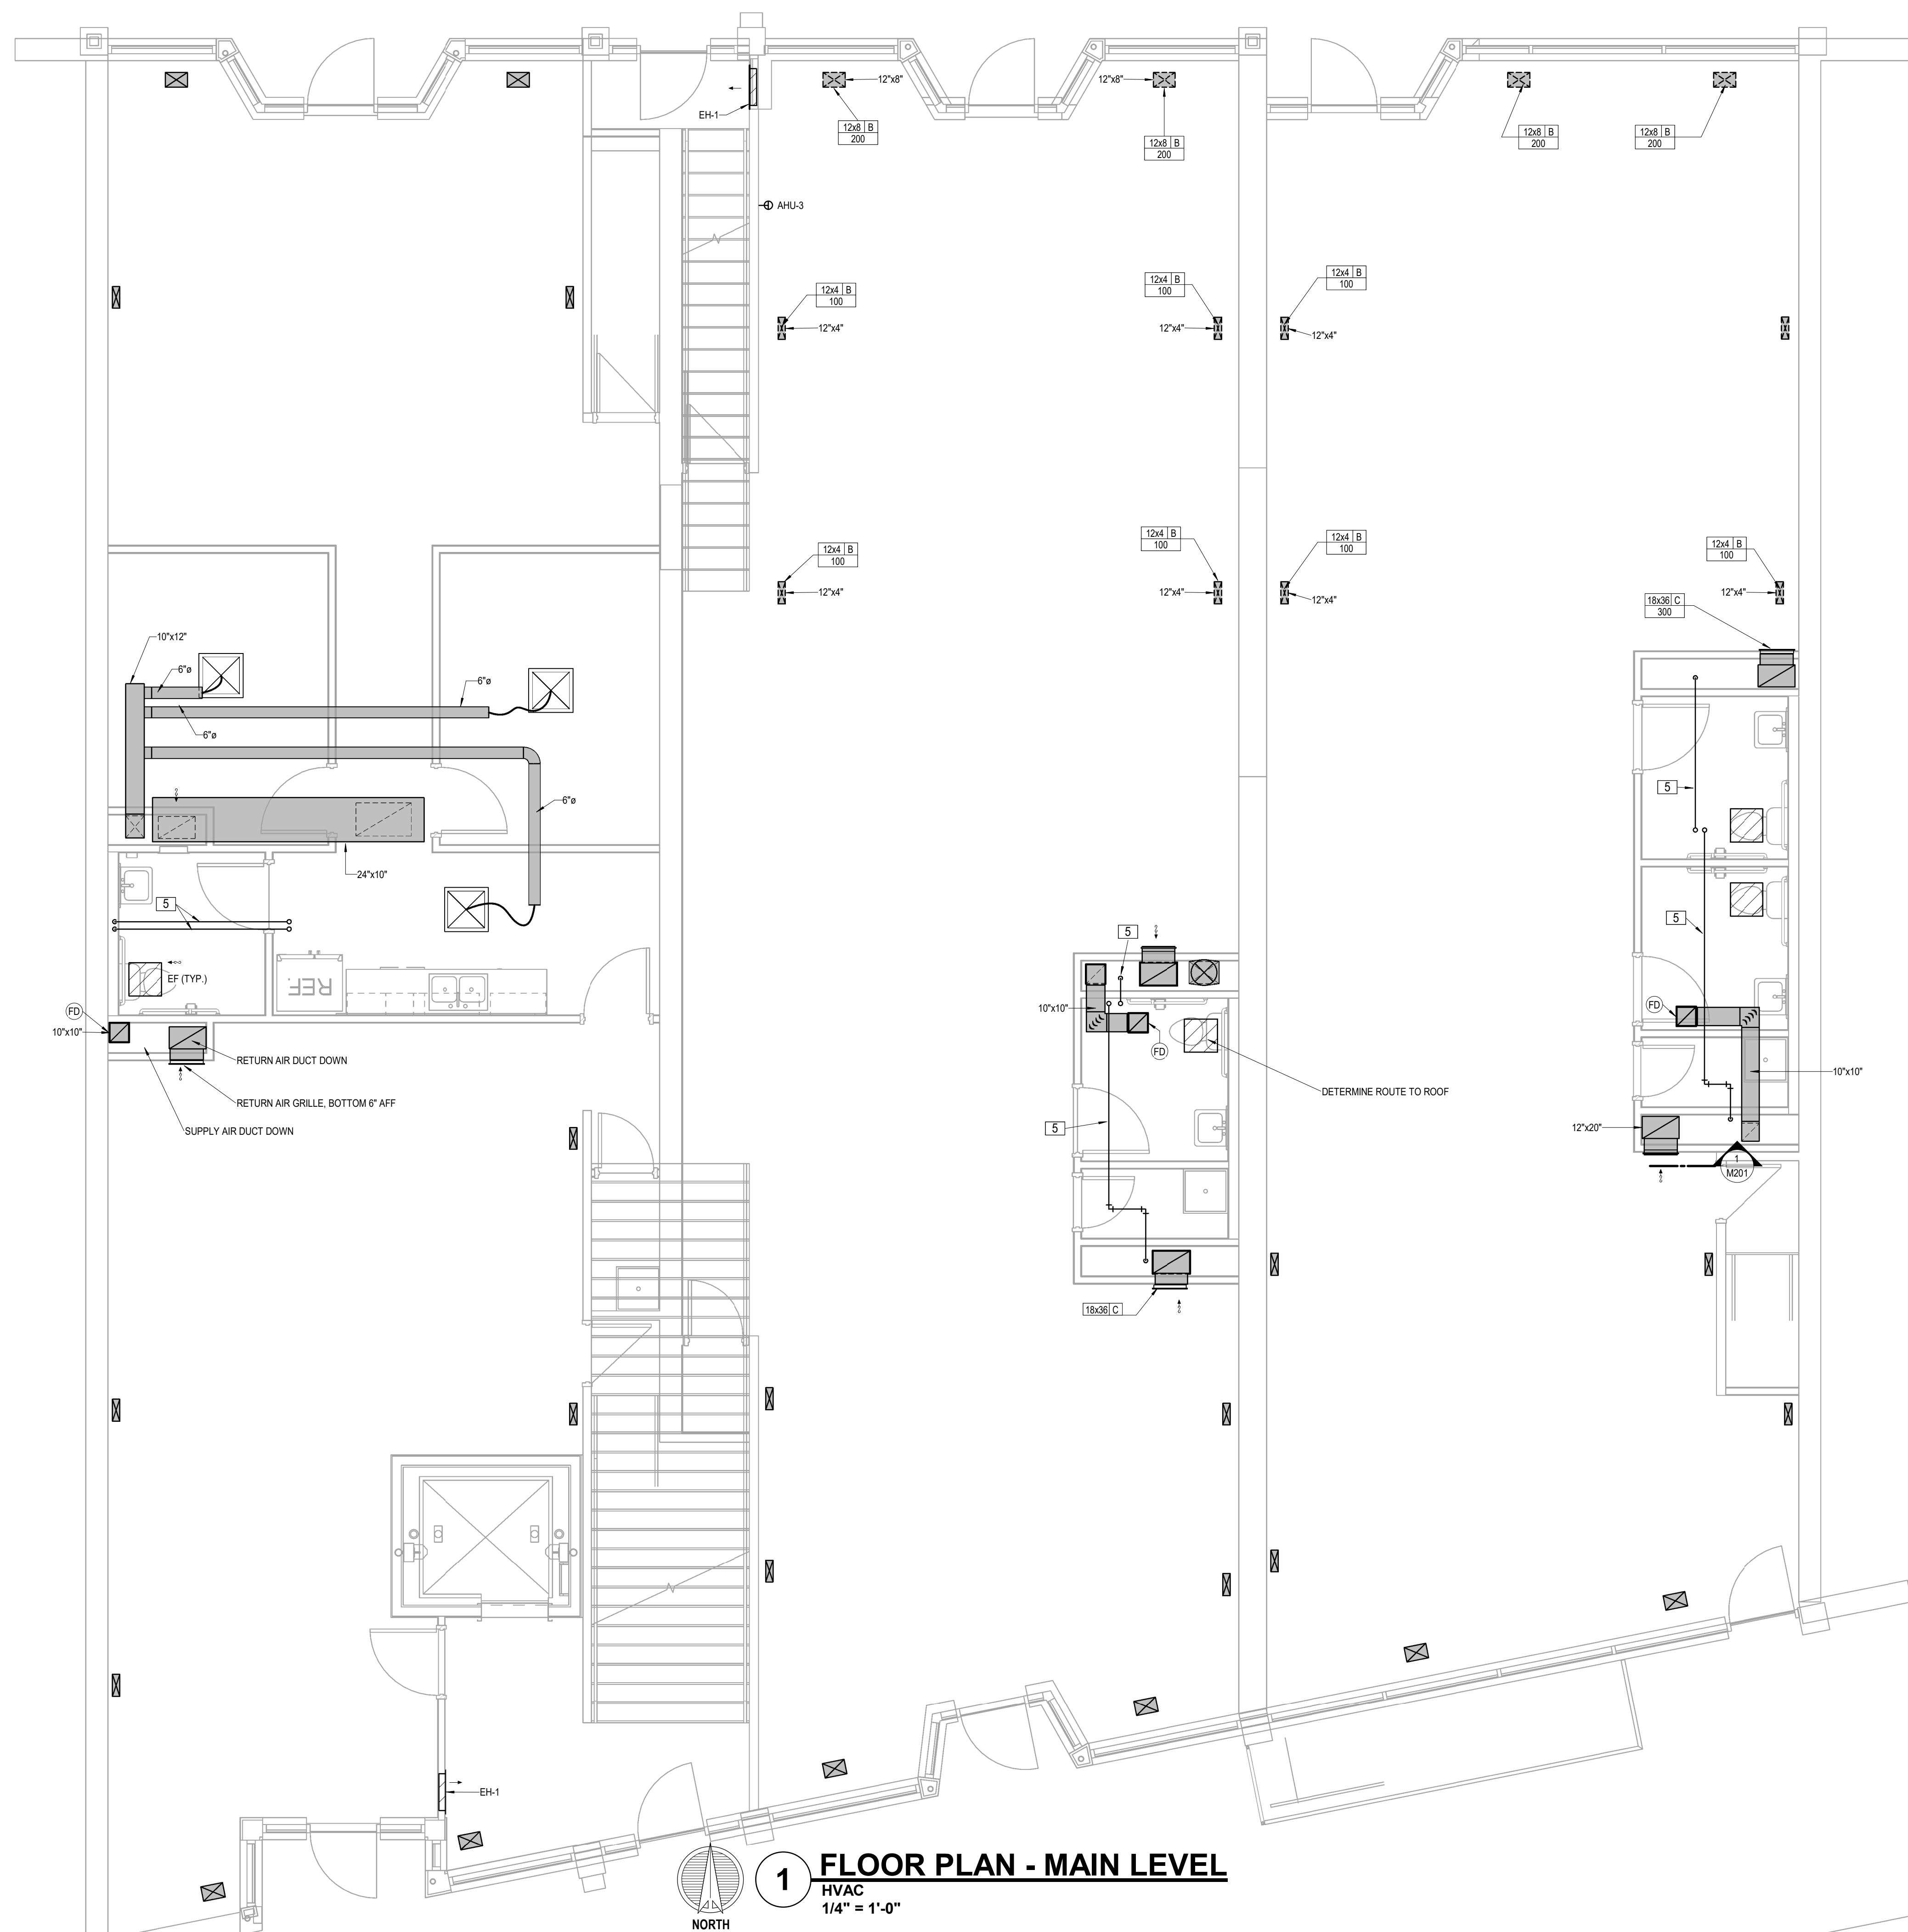 12"x8"
12"x8"
EH-1
12x8 B
200
12x8 B
200
12x8 B
200
12x8 B
200
AHU-3
12x4 B
100
12x4 B
100
12x4 B
100
12"x4"
12"x4"
12"x4"
12x4 B
100
12x4 B
100
12x4 B
100
12x4 B
100
12"x4"
12"x4"
12"x4"
12"x4"
18x36 C
300
10"x12"
6"ø
6"ø
6"ø
6"ø
5
24"x10"
5
5
5
REF.
EF (TYP.)
FD
10"x10"
10"x10"
FD
FD
10"x10"
RETURN AIR DUCT DOWN
RETURN AIR GRILLE, BOTTOM 6" AFF
SUPPLY AIR DUCT DOWN
DETERMINE ROUTE TO ROOF
5
12"x20"
1
M201
18x36 C
EH-1
1
FLOOR PLAN - MAIN LEVEL
HVAC
1/4" = 1'-0"
NORTH